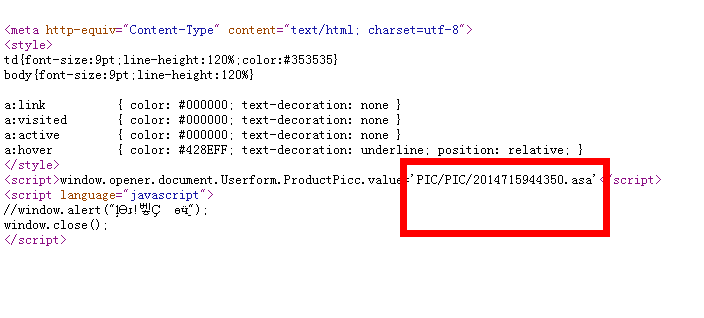 <meta http-equiv="Content-Type" content="text/html; charset=utf-8">
<style>
td{font-size:9pt;line-height:120%;color:#353535}
body{font-size:9pt;line-height:120%}
a:link { color: #000000; text-decoration: none }
a:visited { color: #000000; text-decoration: none }
a:active { color: #000000; text-decoration: none }
a:hover { color: #428EFF; text-decoration: underline; position: relative; }
</style>
<script>window.opener.document.Userform.ProductPicc.value='PIC/PIC/2014715944350.asa'</script>
<script language="javascript">
//window.alert("");
window.close();
</script>